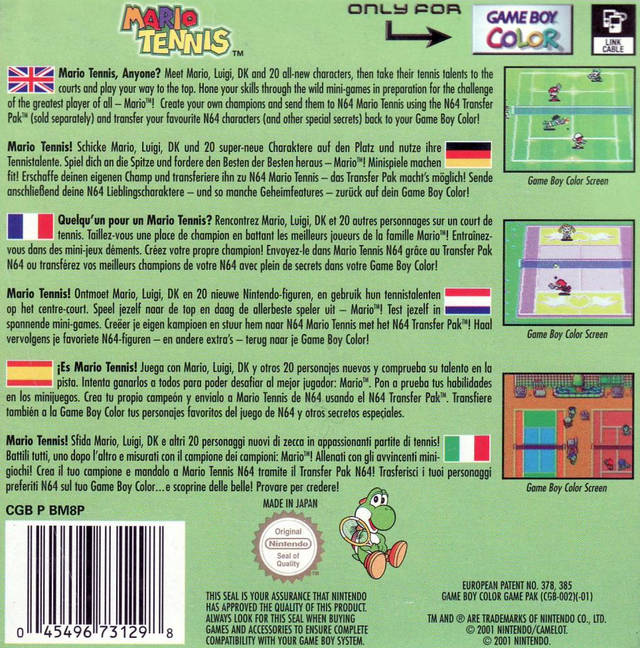 MARIO
TENNIS™
ONLY FOR
GAME BOY
COLOR
LINK
CABLE
Mario Tennis, Anyone? Meet Mario, Luigi, DK and 20 all-new characters, then take their tennis talents to the
courts and play your way to the top. Hone your skills through the wild mini-games in preparation for the challenge
of the greatest player of all – Mario™! Create your own champions and send them to N64 Mario Tennis using the N64 Transfer
Pak™ (sold separately) and transfer your favourite N64 characters (and other special secrets) back to your Game Boy Color!
Mario Tennis! Schicke Mario, Luigi, DK und 20 super-neue Charaktere auf den Platz und nutze ihre
Tennistalente. Spiel dich an die Spitze und fordere den Besten der Besten heraus – Mario™! Minispiele machen
fit! Erschaffe deinen eigenen Champ und transferiere ihn zu N64 Mario Tennis – das Transfer Pak macht's möglich! Sende
anschließend deine N64 Lieblingscharaktere – und so manche Geheimfeatures – zurück auf dein Game Boy Color!
Game Boy Color Screen
Quelqu'un pour un Mario Tennis? Rencontrez Mario, Luigi, DK et 20 autres personnages sur un court de
tennis. Taillez-vous une place de champion en battant les meilleurs joueurs de la famille Mario™! Entraînez-
vous dans des mini-jeux déments. Créez votre propre champion! Envoyez-le dans Mario Tennis N64 grâce au Transfer Pak
N64 ou transférez vos meilleurs champions de votre N64 avec plein de secrets dans votre Game Boy Color!
Mario Tennis! Ontmoet Mario, Luigi, DK en 20 nieuwe Nintendo-figuren, en gebruik hun tennistalenten
op het centre-court. Speel jezelf naar de top en daag de allerbeste speler uit – Mario™! Test jezelf in
spannende mini-games. Creëer je eigen kampioen en stuur hem naar N64 Mario Tennis met het N64 Transfer Pak™! Haal
vervolgens je favoriete N64-figuren – en andere extra's – terug naar je Game Boy Color!
Game Boy Color Screen
¡Es Mario Tennis! Juega con Mario, Luigi, DK y otros 20 personajes nuevos y comprueba su talento en la
pista. Intenta ganarlos a todos para poder desafiar al mejor jugador: Mario™. Pon a prueba tus habilidades
en los minijuegos. Crea tu propio campeón y envíalo a Mario Tennis de N64 usando el N64 Transfer Pak™. Transfiere
también a la Game Boy Color tus personajes favoritos del juego de N64 y otros secretos especiales.
Mario Tennis! Sfida Mario, Luigi, DK e altri 20 personaggi nuovi di zecca in appassionanti partite di tennis!
Battili tutti, uno dopo l'altro e misurati con il campione dei campioni: Mario™! Allenati con gli avvincenti mini-
giochi! Crea il tuo campione e mandalo a Mario Tennis N64 tramite il Transfer Pak N64! Trasferisci i tuoi personaggi
preferiti N64 sul tuo Game Boy Color...e scoprine delle belle! Provare per credere!
Game Boy Color Screen
CGB P BM8P
MADE IN JAPAN
Original
Nintendo
Seal of
Quality
0 45496 73129 8
THIS SEAL IS YOUR ASSURANCE THAT NINTENDO
HAS APPROVED THE QUALITY OF THIS PRODUCT.
ALWAYS LOOK FOR THIS SEAL WHEN BUYING
GAMES AND ACCESSORIES TO ENSURE COMPLETE
COMPATIBILITY WITH YOUR GAME BOY SYSTEM.
EUROPEAN PATENT NO. 378, 385
GAME BOY COLOR GAME PAK (CGB-002)(-01)
TM AND ® ARE TRADEMARKS OF NINTENDO CO., LTD.
© 2001 NINTENDO/CAMELOT.
© 2001 NINTENDO.